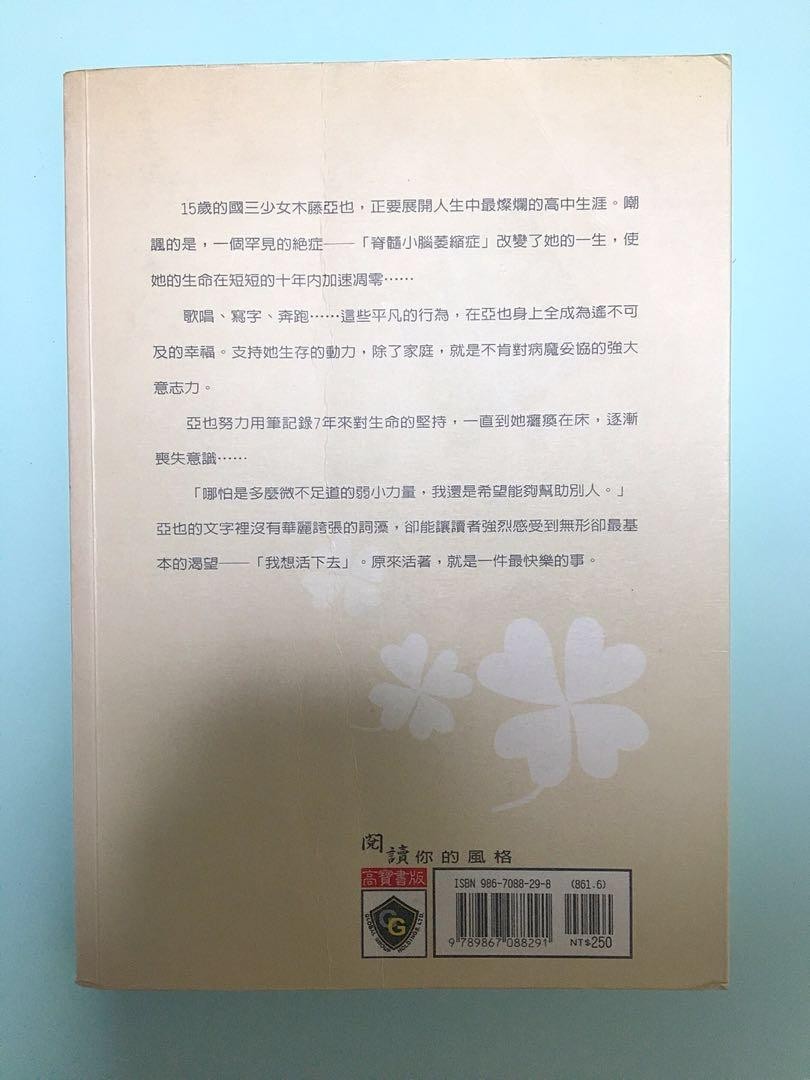 15歲的國三少女木藤亞也，正要展開人生中最燦爛的高中生涯。嘲
諷的是，一個罕見的絕症——「脊髓小腦萎縮症」改變了她的一生，使
她的生命在短短的十年內加速凋零……
歌唱、寫字、奔跑……這些平凡的行為，在亞也身上全成為遙不可
及的幸福。支持她生存的動力，除了家庭，就是不肯對病魔妥協的強大
意志力。
亞也努力用筆記錄7年來對生命的堅持，一直到她癱瘓在床，逐漸
喪失意識……
「哪怕是多麼微不足道的弱小力量，我還是希望能夠幫助別人。」
亞也的文字裡沒有華麗誇張的詞藻，卻能讓讀者強烈感受到無形卻最基
本的渴望——「我想活下去」。原來活著，就是一件最快樂的事。
閱讀你的風格
高寶書版
GG
GLOBAL GROUP HOLDINGS, LTD.
ISBN 986-7088-29-8 (861.6)
9 789867 088291
NT$250